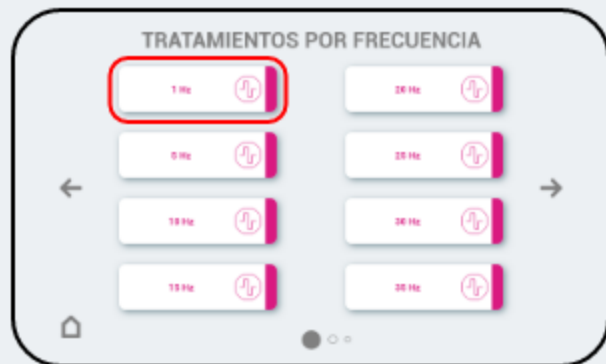 TRATAMIENTOS POR FRECUENCIA
1 Hz
5 Hz
10 Hz
15 Hz
20 Hz
25 Hz
30 Hz
35 Hz